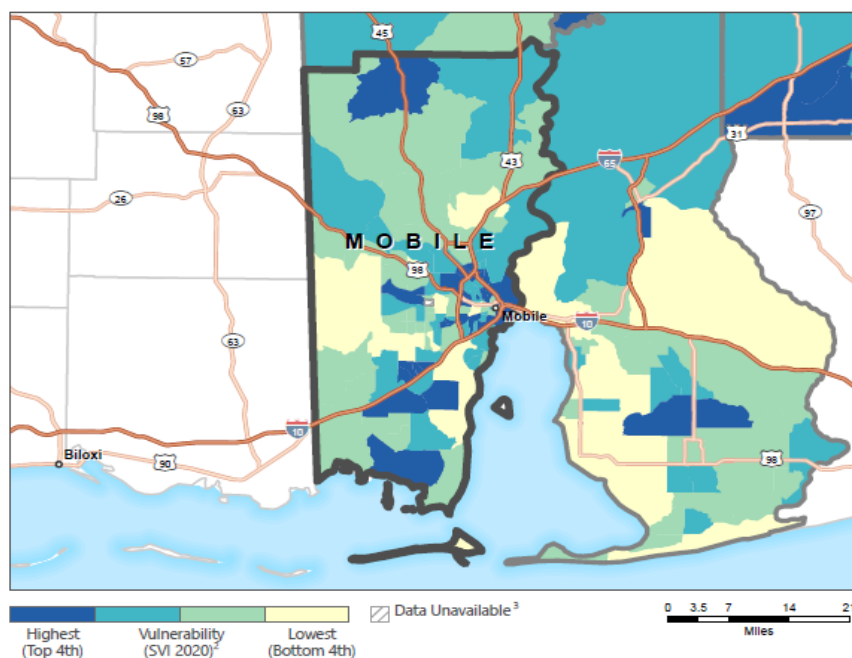 45
57
63
98
31
43
65
26
97
MOBILE
98
Mobile
10
63
10
Biloxi
90
98
Data Unavailable³
Highest
(Top 4th)
Vulnerability
(SVI 2020)²
Lowest
(Bottom 4th)
0 3.5 7 14 21
Miles